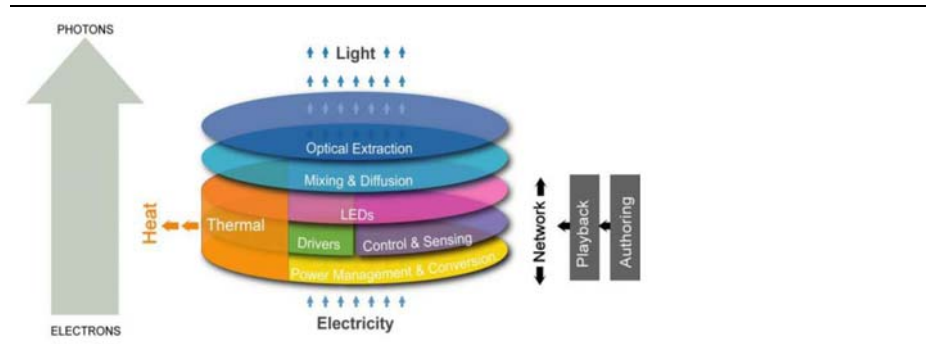 PHOTONS
Light
Optical Extraction
Mixing & Diffusion
LEDs
Thermal
Heat
Drivers
Control & Sensing
Power Management & Conversion
Network
Playback
Authoring
Electricity
ELECTRONS